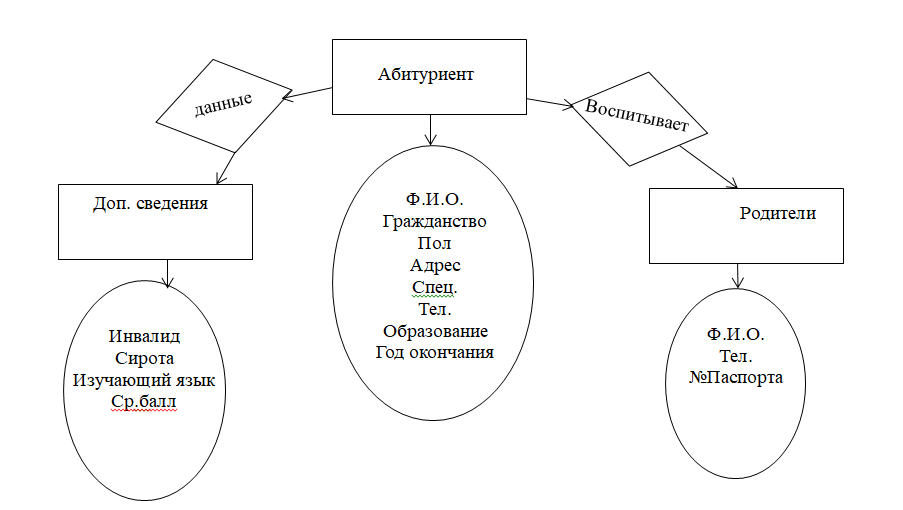 Абитуриент
данные
Воспитывает
Доп. сведения
Родители
Ф.И.О.
Гражданство
Пол
Адрес
Спец.
Тел.
Образование
Год окончания
Инвалид
Сирота
Изучающий язык
Ср.балл
Ф.И.О.
Тел.
№Паспорта